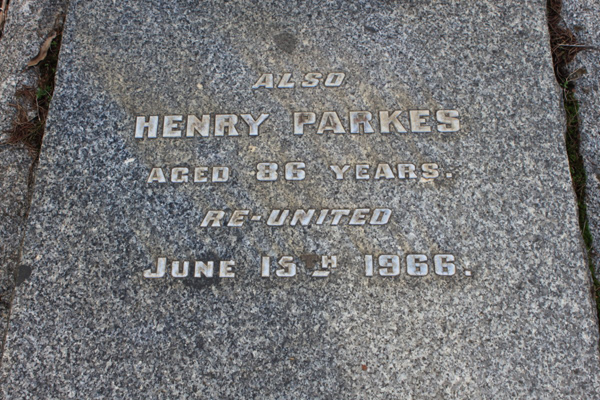 ALSO
HENRY PARKES
AGED 86 YEARS.
RE-UNITED
JUNE 15TH 1966.